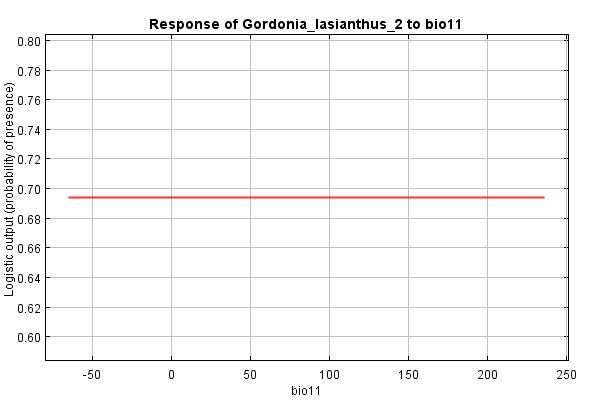 Response of Gordonia_lasianthus_2 to bio11
Logistic output (probability of presence)
0.80
0.78
0.76
0.74
0.72
0.70
0.68
0.66
0.64
0.62
0.60
-50 0 50 100 150 200 250
bio11